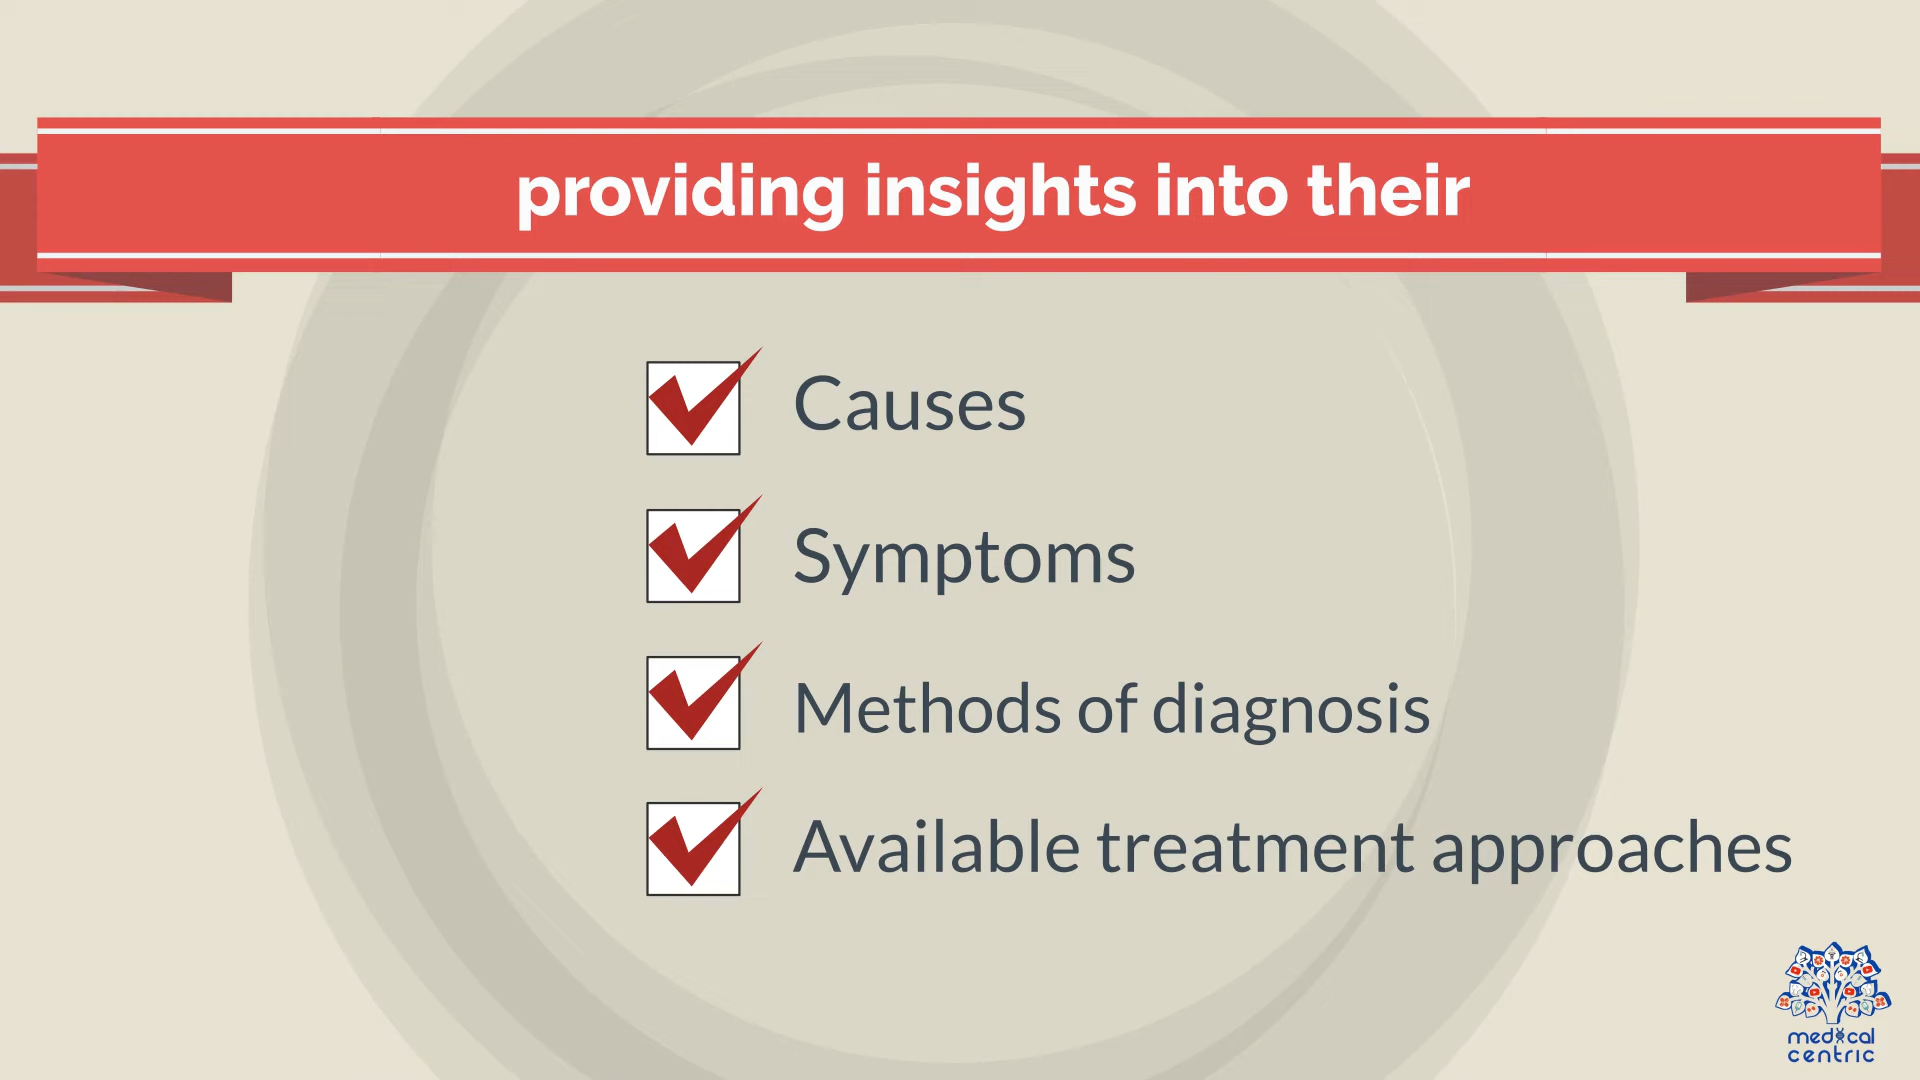 providing insights into their
Causes
Symptoms
Methods of diagnosis
Available treatment approaches
medical
centric